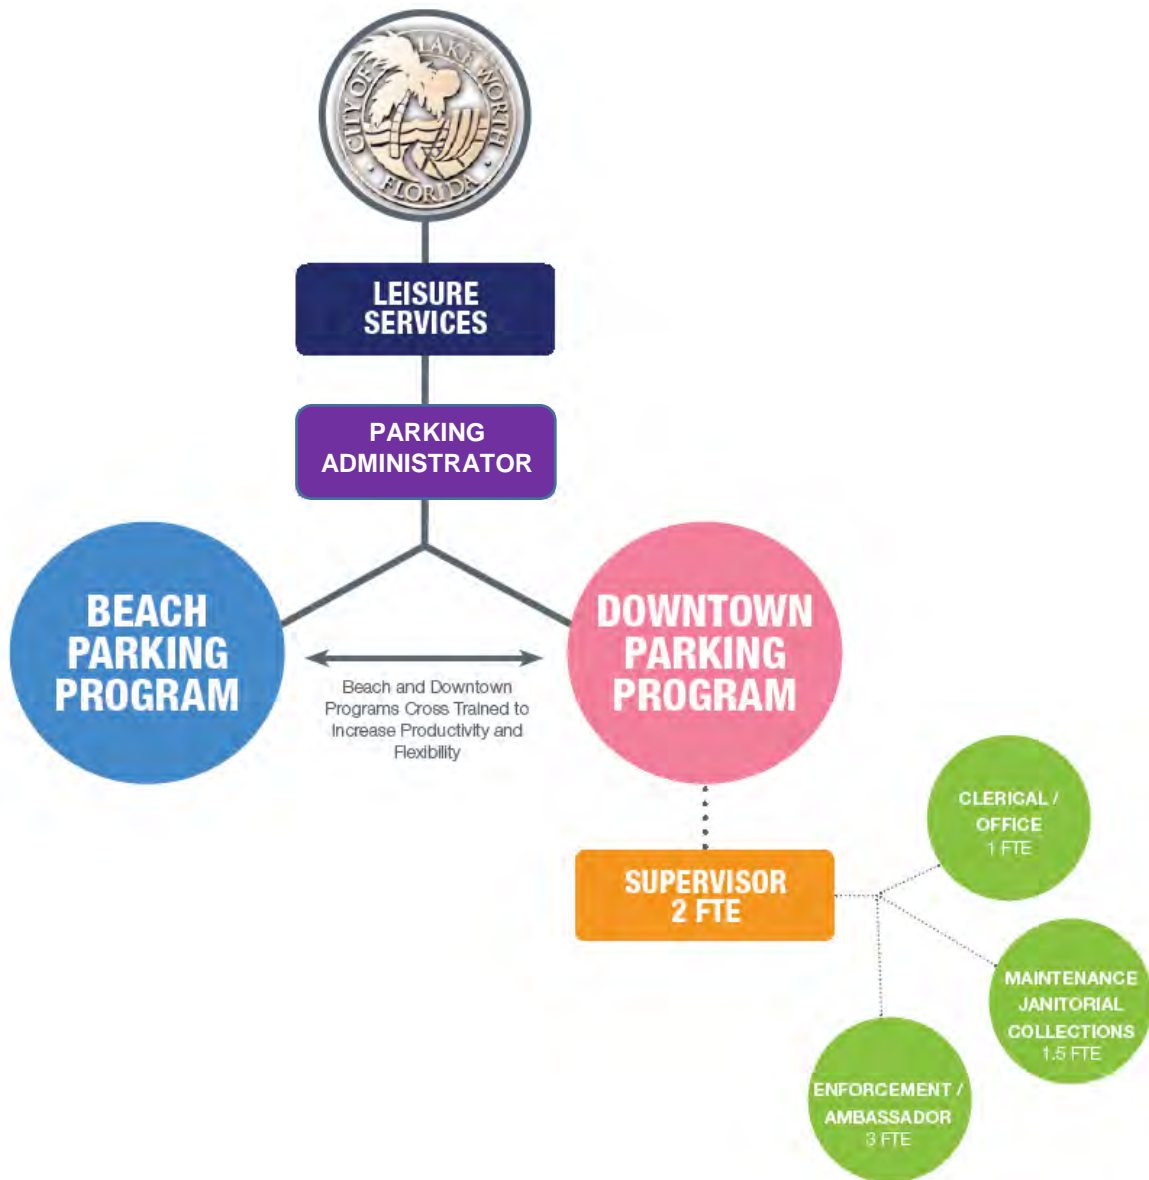 CITY OF LAKE WORTH
FLORIDA
LEISURE
SERVICES
PARKING
ADMINISTRATOR
BEACH
PARKING
PROGRAM
DOWNTOWN
PARKING
PROGRAM
Beach and Downtown
Programs Cross Trained to
Increase Productivity and
Flexibility
CLERICAL /
OFFICE
1 FTE
SUPERVISOR
2 FTE
MAINTENANCE
JANITORIAL
COLLECTIONS
1.5 FTE
ENFORCEMENT /
AMBASSADOR
3 FTE